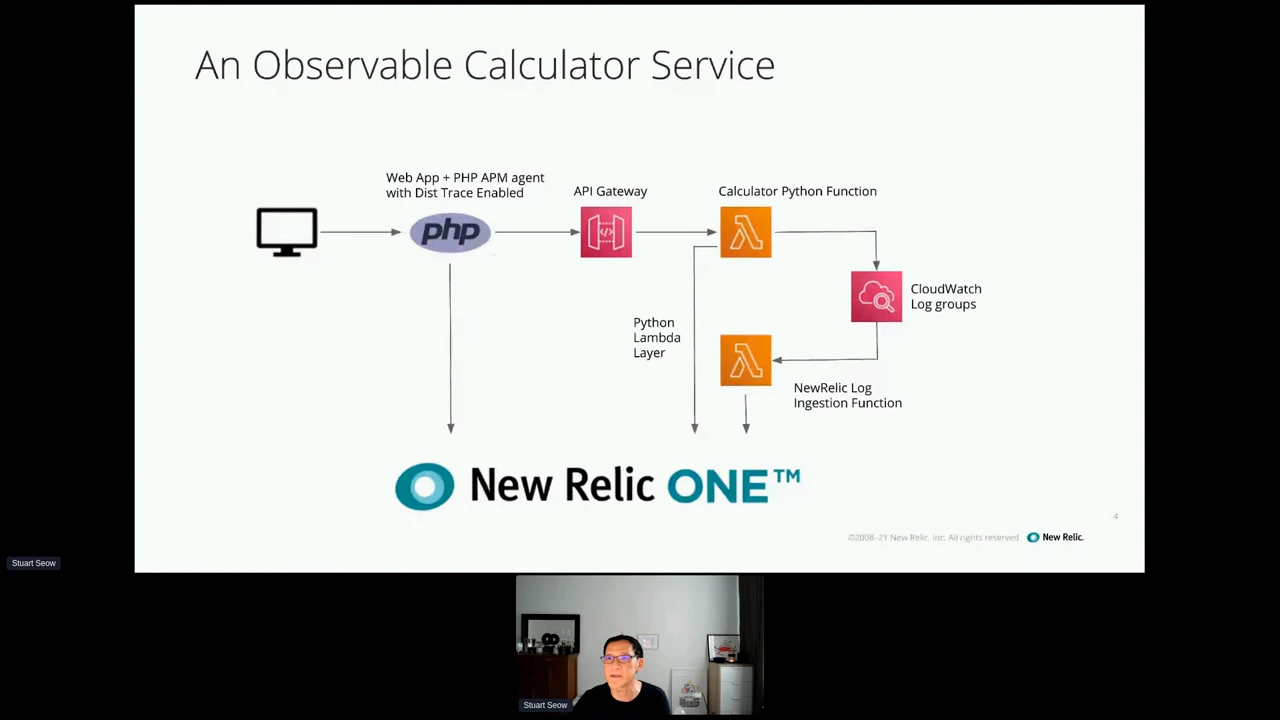 An Observable Calculator Service
Web App + PHP APM agent
with Dist Trace Enabled
API Gateway
Calculator Python Function
php
CloudWatch
Log groups
Python
Lambda
Layer
NewRelic Log
Ingestion Function
New Relic ONE™
4
©2008–21 New Relic, Inc. All rights reserved
New Relic.
Stuart Seow
Stuart Seow